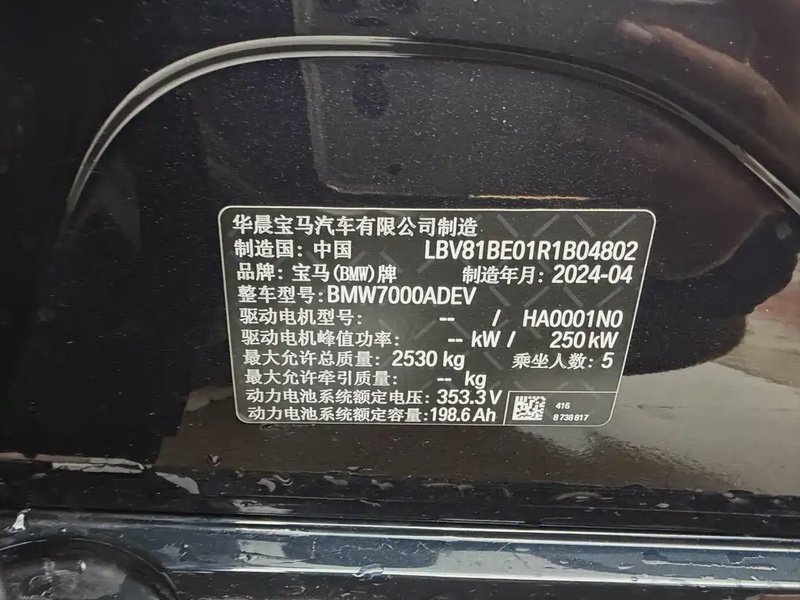 华晨宝马汽车有限公司制造
制造国: 中国 LBV81BE01R1B04802
品牌: 宝马(BMW)牌 制造年月: 2024-04
整车型号: BMW7000ADEV
驱动电机型号: -- / HA0001N0
驱动电机峰值功率: -- kW / 250 kW
最大允许总质量: 2530 kg 乘坐人数: 5
最大允许牵引质量: -- kg
动力电池系统额定电压: 353.3 V
动力电池系统额定容量: 198.6 Ah
416
8 738 817